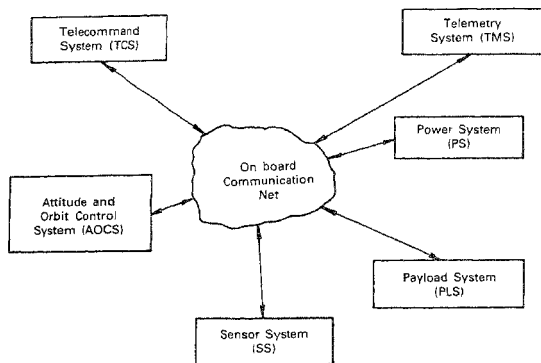 Telecommand
System (TCS)
Telemetry
System (TMS)
Power System
(PS)
On board
Communication
Net
Attitude and
Orbit Control
System (AOCS)
Payload System
(PLS)
Sensor System
(SS)